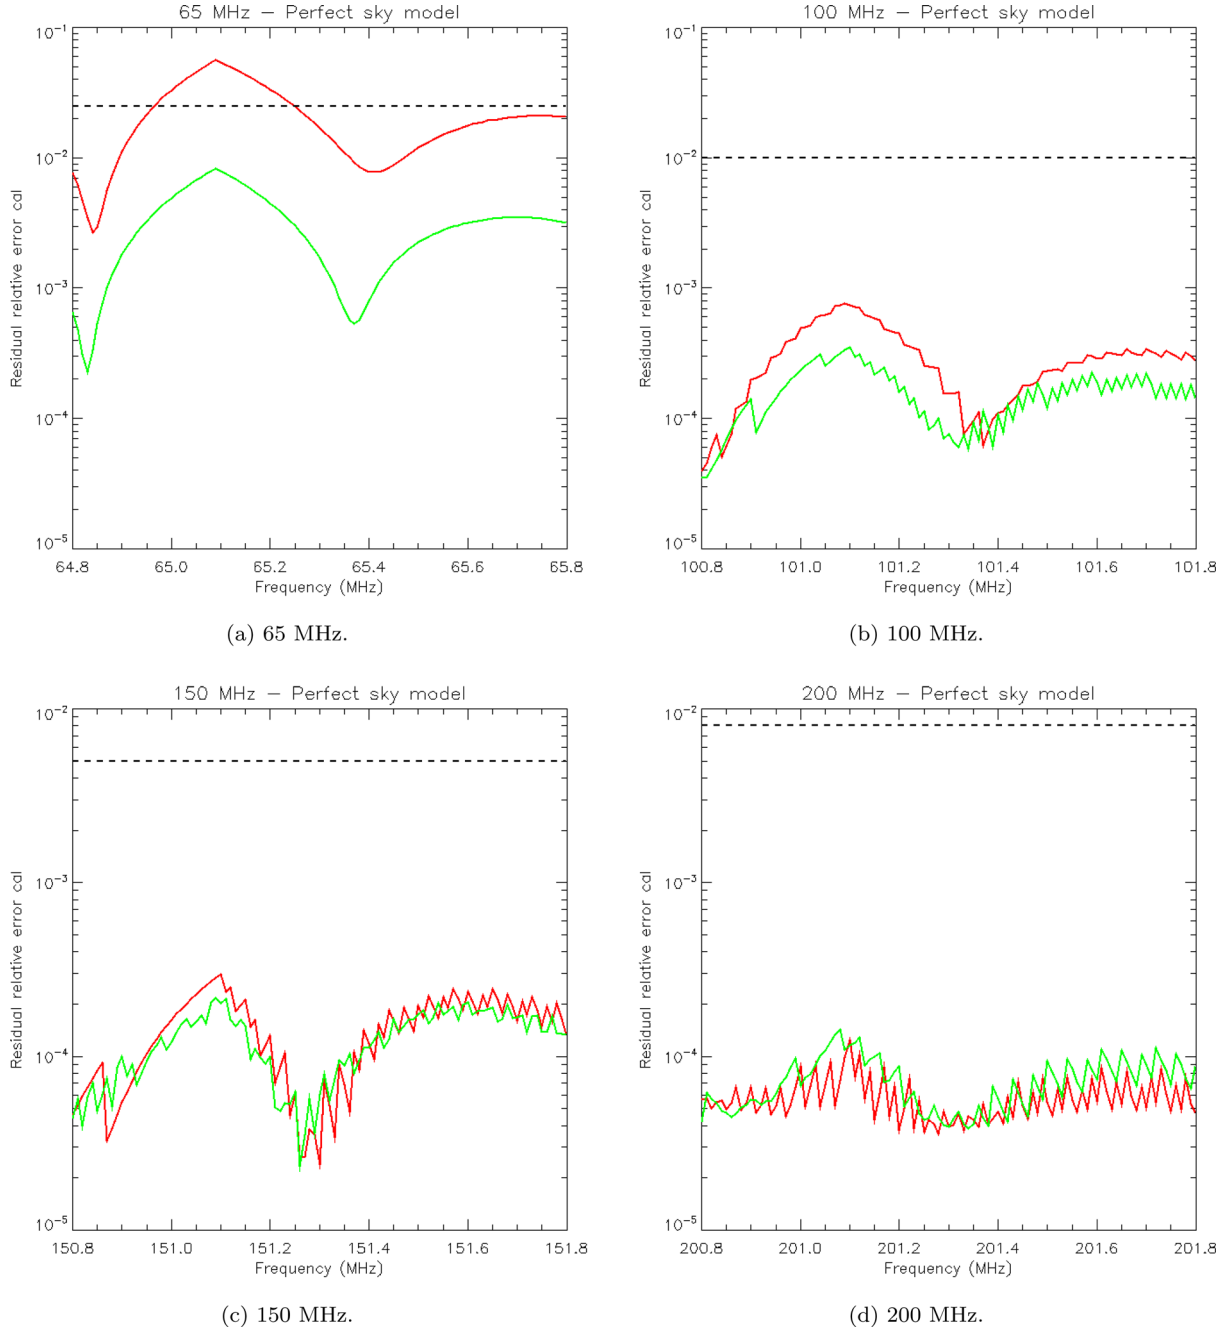 65 MHz – Perfect sky model
10⁻¹
10⁻²
10⁻³
10⁻⁴
10⁻⁵
Residual relative error cal
64.8 65.0 65.2 65.4 65.6 65.8
Frequency (MHz)
(a) 65 MHz.
100 MHz – Perfect sky model
10⁻¹
10⁻²
10⁻³
10⁻⁴
10⁻⁵
Residual relative error cal
100.8 101.0 101.2 101.4 101.6 101.8
Frequency (MHz)
(b) 100 MHz.
150 MHz – Perfect sky model
10⁻²
10⁻³
10⁻⁴
10⁻⁵
Residual relative error cal
150.8 151.0 151.2 151.4 151.6 151.8
Frequency (MHz)
(c) 150 MHz.
200 MHz – Perfect sky model
10⁻²
10⁻³
10⁻⁴
10⁻⁵
Residual relative error cal
200.8 201.0 201.2 201.4 201.6 201.8
Frequency (MHz)
(d) 200 MHz.